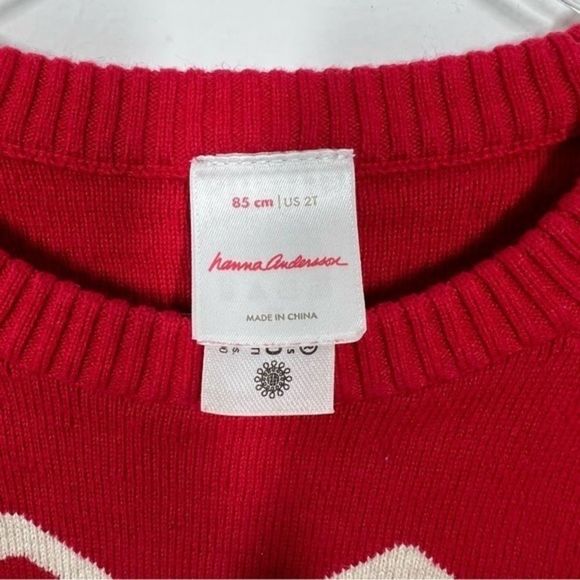 85 cm | US 2T
hanna andersson
MADE IN CHINA